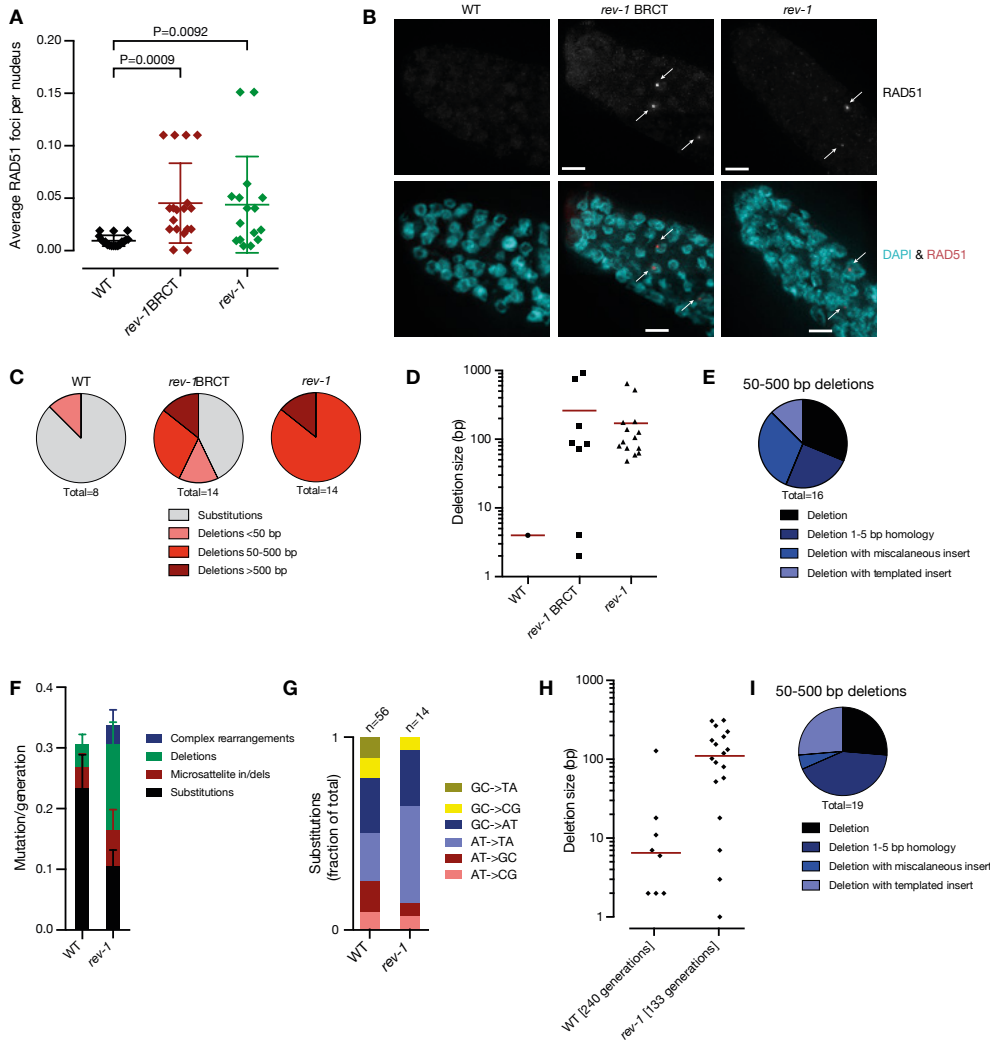 A
Average RAD51 foci per nucleus
0.20
0.15
0.10
0.05
0.00
P=0.0092
P=0.0009
WT
rev-1BRCT
rev-1
B
WT
rev-1 BRCT
rev-1
RAD51
DAPI & RAD51
C
WT
rev-1BRCT
rev-1
Total=8
Total=14
Total=14
Substitutions
Deletions <50 bp
Deletions 50-500 bp
Deletions >500 bp
D
Deletion size (bp)
1000
100
10
1
WT
rev-1 BRCT
rev-1
E
50-500 bp deletions
Total=16
Deletion
Deletion 1-5 bp homology
Deletion with miscalaneous insert
Deletion with templated insert
F
Mutation/generation
0.4
0.3
0.2
0.1
0.0
WT
rev-1
Complex rearrangements
Deletions
Microsattelite in/dels
Substitutions
G
Substitutions
(fraction of total)
n=56
n=14
1
0
WT
rev-1
GC->TA
GC->CG
GC->AT
AT->TA
AT->GC
AT->CG
H
Deletion size (bp)
1000
100
10
1
WT [240 generations]
rev-1 [133 generations]
I
50-500 bp deletions
Total=19
Deletion
Deletion 1-5 bp homology
Deletion with miscalaneous insert
Deletion with templated insert